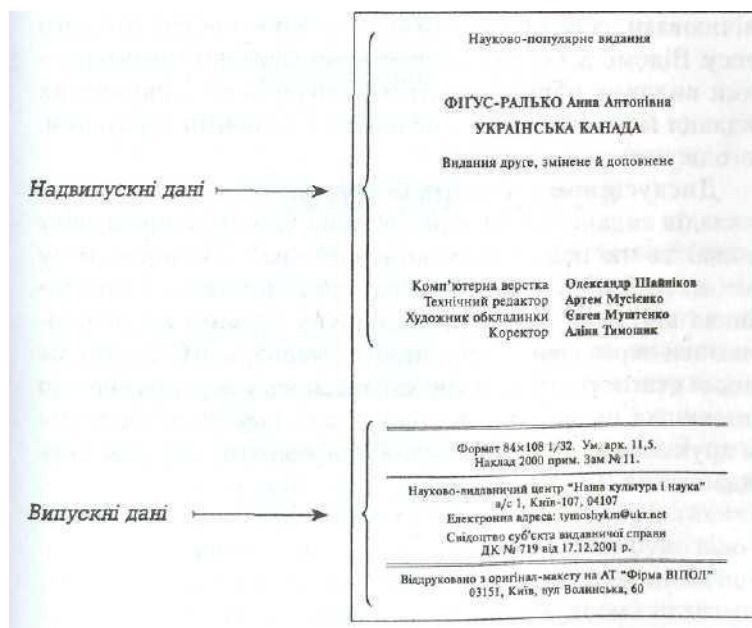 Науково-популярне видання
ФІГУС-РАЛЬКО Анна Антонівна
УКРАЇНСЬКА КАНАДА
Видання друге, змінене й доповнене
Надвипускні дані
Комп’ютерна верстка Олександр Шайніков
Технічний редактор Артем Мусієнко
Художник обкладинки Євген Муштенко
Коректор Аліна Тимошик
Формат 84×108 1/32. Ум. арк. 11,5.
Наклад 2000 прим. Зам № 11.
Науково-видавничий центр “Наша культура і наука”
а/с 1, Київ-107, 04107
Електронна адреса: tymoshykm@ukr.net
Випускні дані
Свідоцтво суб’єкта видавничої справи
ДК № 719 від 17.12.2001 р.
Віддруковано з оригінал-макету на АТ “Фірма ВІПОЛ”
03151, Київ, вул Волинська, 60